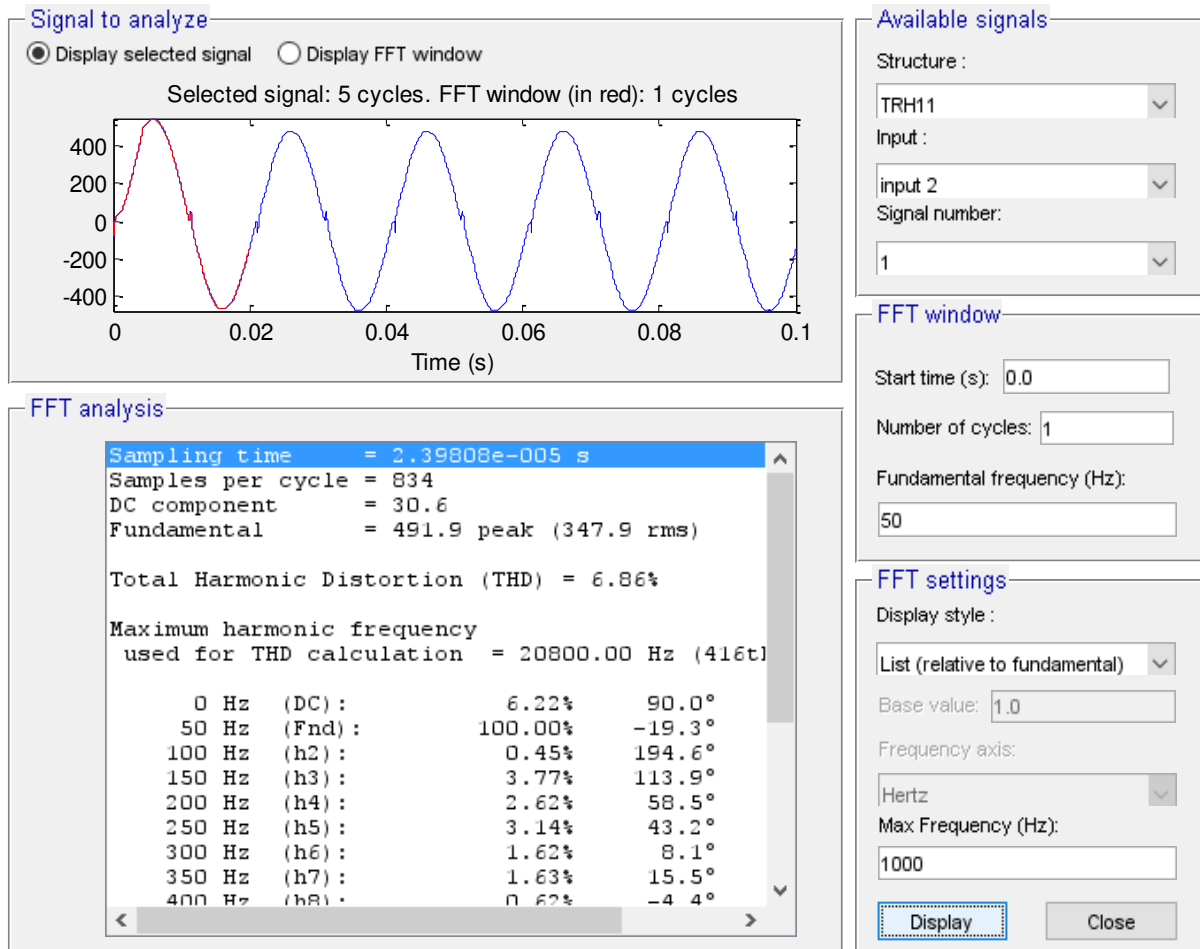 Signal to analyze
Display selected signal Display FFT window
Selected signal: 5 cycles. FFT window (in red): 1 cycles
400
200
0
-200
-400
0 0.02 0.04 0.06 0.08 0.1
Time (s)
FFT analysis
Sampling time = 2.39808e-005 s
Samples per cycle = 834
DC component = 30.6
Fundamental = 491.9 peak (347.9 rms)
Total Harmonic Distortion (THD) = 6.86%
Maximum harmonic frequency
used for THD calculation = 20800.00 Hz (416t
0 Hz (DC): 6.22% 90.0°
50 Hz (Fnd): 100.00% -19.3°
100 Hz (h2): 0.45% 194.6°
150 Hz (h3): 3.77% 113.9°
200 Hz (h4): 2.62% 58.5°
250 Hz (h5): 3.14% 43.2°
300 Hz (h6): 1.62% 8.1°
350 Hz (h7): 1.63% 15.5°
400 Hz (h8): 0.62% -4.4°
Available signals
Structure :
TRH11
Input :
input 2
Signal number:
1
FFT window
Start time (s): 0.0
Number of cycles: 1
Fundamental frequency (Hz):
50
FFT settings
Display style :
List (relative to fundamental)
Base value: 1.0
Frequency axis:
Hertz
Max Frequency (Hz):
1000
Display Close